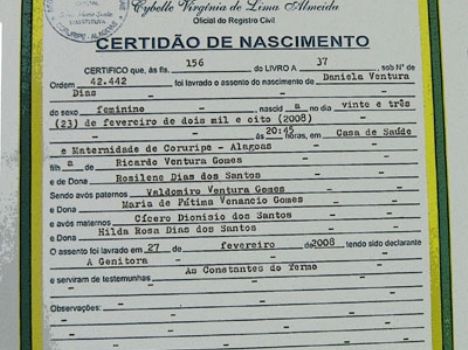 Cybelle Virgínia de Lima Almeida
Oficial do Registro Civil
CORURIPE - ALAGOAS
CERTIDÃO DE NASCIMENTO
CERTIFICO que, às fls. 156 do LIVRO A 37 sob Nº de
Ordem 42.442 foi lavrado o assento do nascimento de Daniela Ventura
Dias
do sexo feminino - nascid a no dia vinte e três
(23) de fevereiro de dois mil e oito (2008)
- - - às 20:45 horas, em Casa de Saúde
e Maternidade de Coruripe - Alagoas
filh a de Ricardo Ventura Gomes
e de Dona Rosilene Dias dos Santos
Sendo avós paternos Valdomiro Ventura Gomes
e Dona Maria de Fátima Venancio Gomes
e avós maternos Cícero Dionísio dos Santos
e Dona Hilda Rosa Dias dos Santos
O assento foi lavrado em 27 de fevereiro de 2008 tendo sido declarante
A Genitora
e serviram de testemunhas As Constantes do Termo
Observações: